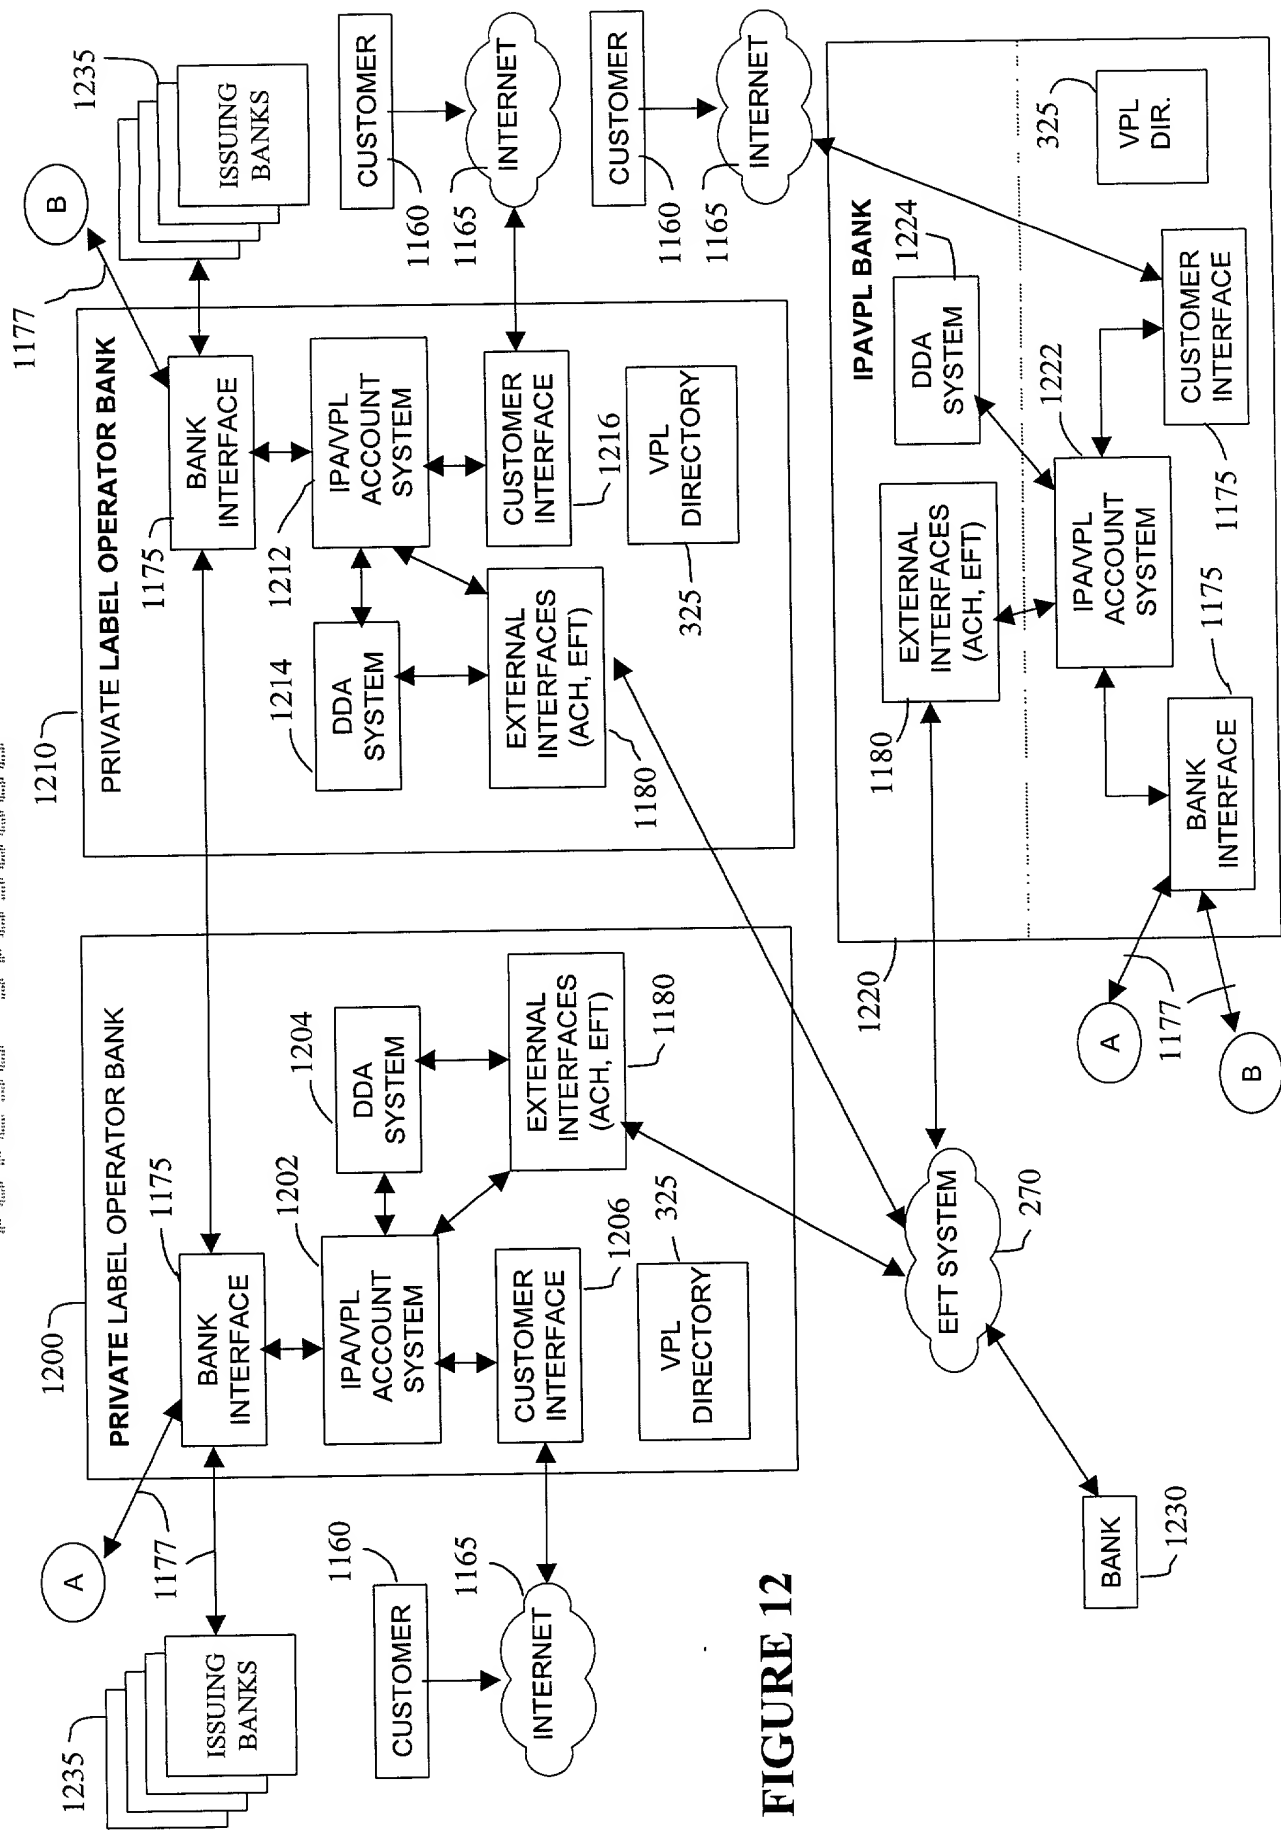 1235
ISSUING
BANKS
A
1177
1160
CUSTOMER
1165
INTERNET
1200
PRIVATE LABEL OPERATOR BANK
1175
BANK
INTERFACE
1202
IPA/VPL
ACCOUNT
SYSTEM
1204
DDA
SYSTEM
EXTERNAL
INTERFACES
(ACH, EFT)
1180
CUSTOMER
INTERFACE
1206
VPL
DIRECTORY
325
1210
PRIVATE LABEL OPERATOR BANK
1175
BANK
INTERFACE
1212
IPA/VPL
ACCOUNT
SYSTEM
1214
DDA
SYSTEM
EXTERNAL
INTERFACES
(ACH, EFT)
1180
CUSTOMER
INTERFACE
1216
VPL
DIRECTORY
325
1177
B
1235
ISSUING
BANKS
CUSTOMER
1160
1165
INTERNET
CUSTOMER
1160
1165
INTERNET
EFT SYSTEM
270
BANK
1230
1220
IPAVPL BANK
1180
EXTERNAL
INTERFACES
(ACH, EFT)
DDA
SYSTEM
1224
1222
IPA/VPL
ACCOUNT
SYSTEM
325
VPL
DIR.
BANK
INTERFACE
1175
CUSTOMER
INTERFACE
1175
A
1177
B
FIGURE 12